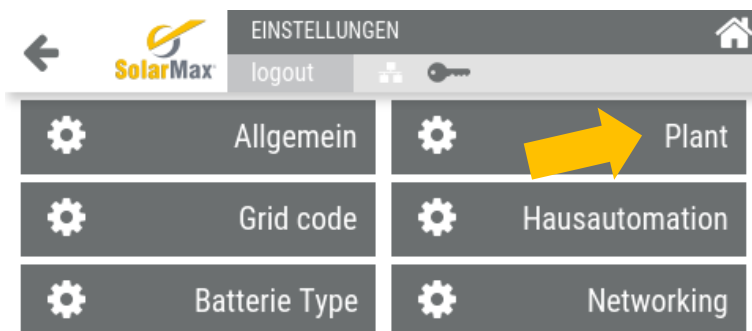 EINSTELLUNGEN
SolarMax
logout
Allgemein
Plant
Grid code
Hausautomation
Batterie Type
Networking